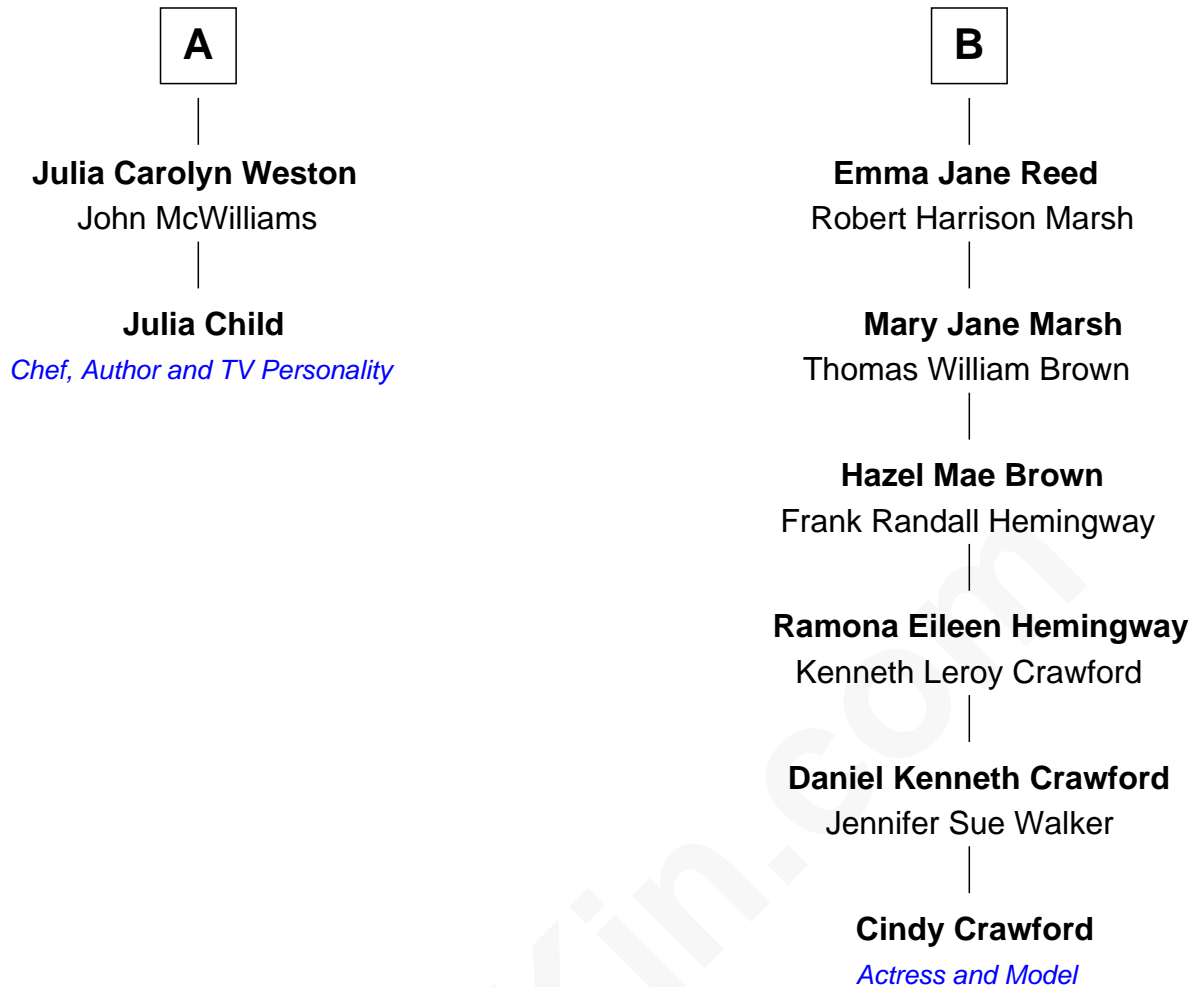 A
Julia Carolyn Weston
John McWilliams
Julia Child
Chef, Author and TV Personality
B
Emma Jane Reed
Robert Harrison Marsh
Mary Jane Marsh
Thomas William Brown
Hazel Mae Brown
Frank Randall Hemingway
Ramona Eileen Hemingway
Kenneth Leroy Crawford
Daniel Kenneth Crawford
Jennifer Sue Walker
Cindy Crawford
Actress and Model
Kin.com